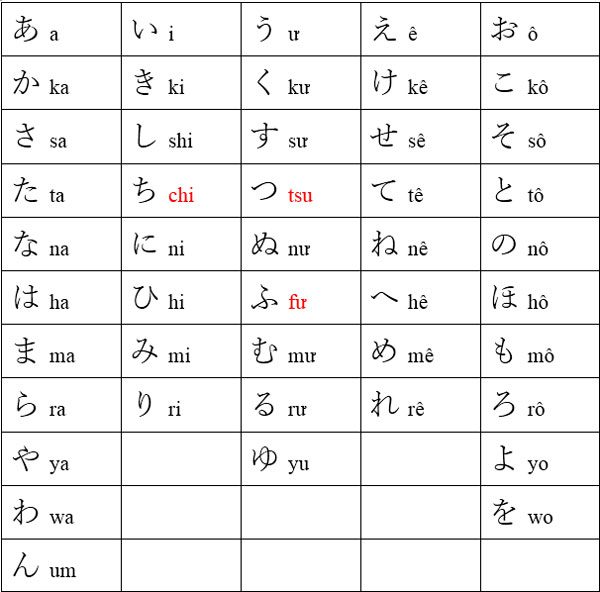 あ a い i う ư え ê お ô
か ka き ki く kư け kê こ kô
さ sa し shi す sư せ sê そ sô
た ta ち chi つ tsu て tê と tô
な na に ni ぬ nư ね nê の nô
は ha ひ hi ふ fư へ hê ほ hô
ま ma み mi む mư め mê も mô
ら ra り ri る rư れ rê ろ rô
や ya ゆ yu よ yo
わ wa を wo
ん um